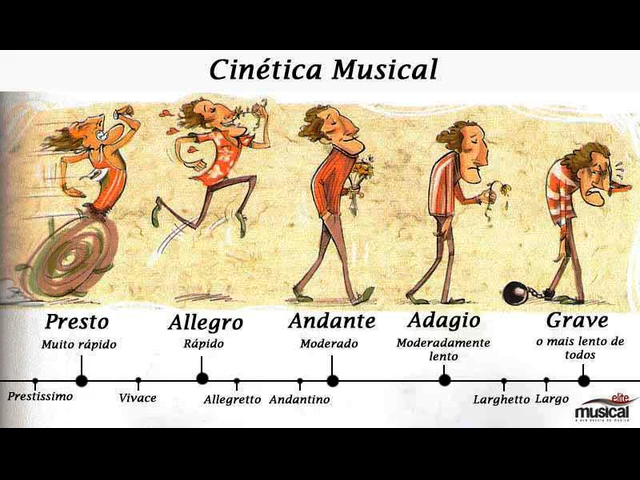 Cinética Musical
Presto
Muito rápido
Allegro
Rápido
Andante
Moderado
Adagio
Moderadamente
lento
Grave
o mais lento de
todos
Prestissimo
Vivace
Allegretto
Andantino
Larghetto
Largo
elite
musical